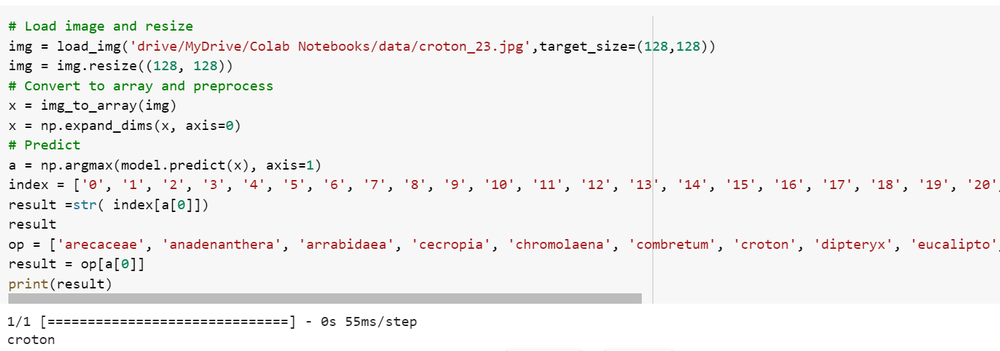 # Load image and resize
img = load_img('drive/MyDrive/Colab Notebooks/data/croton_23.jpg',target_size=(128,128))
img = img.resize((128, 128))
# Convert to array and preprocess
x = img_to_array(img)
x = np.expand_dims(x, axis=0)
# Predict
a = np.argmax(model.predict(x), axis=1)
index = ['0', '1', '2', '3', '4', '5', '6', '7', '8', '9', '10', '11', '12', '13', '14', '15', '16', '17', '18', '19', '20',
result =str( index[a[0]])
result
op = ['arecaceae', 'anadenanthera', 'arrabidaea', 'cecropia', 'chromolaena', 'combretum', 'croton', 'dipteryx', 'eucalipto',
result = op[a[0]]
print(result)
1/1 [==============================] - 0s 55ms/step
croton